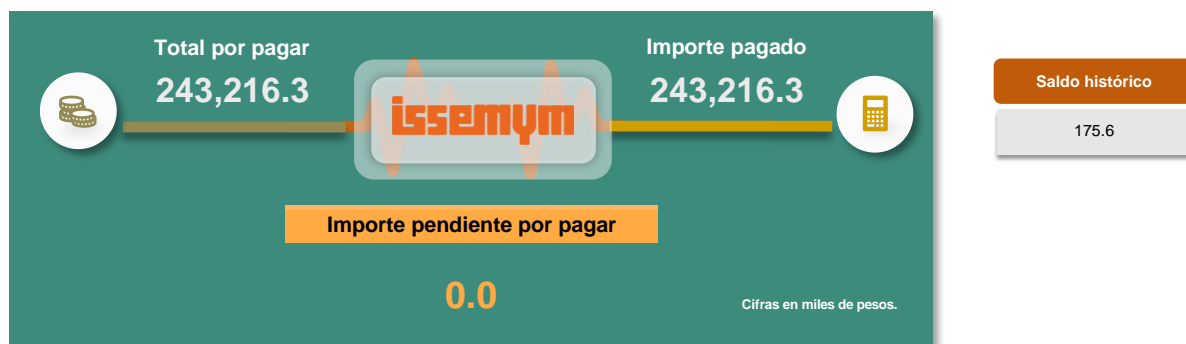 Total por pagar
243,216.3
issemym
Importe pagado
243,216.3
Importe pendiente por pagar
0.0
Cifras en miles de pesos.
Saldo histórico
175.6